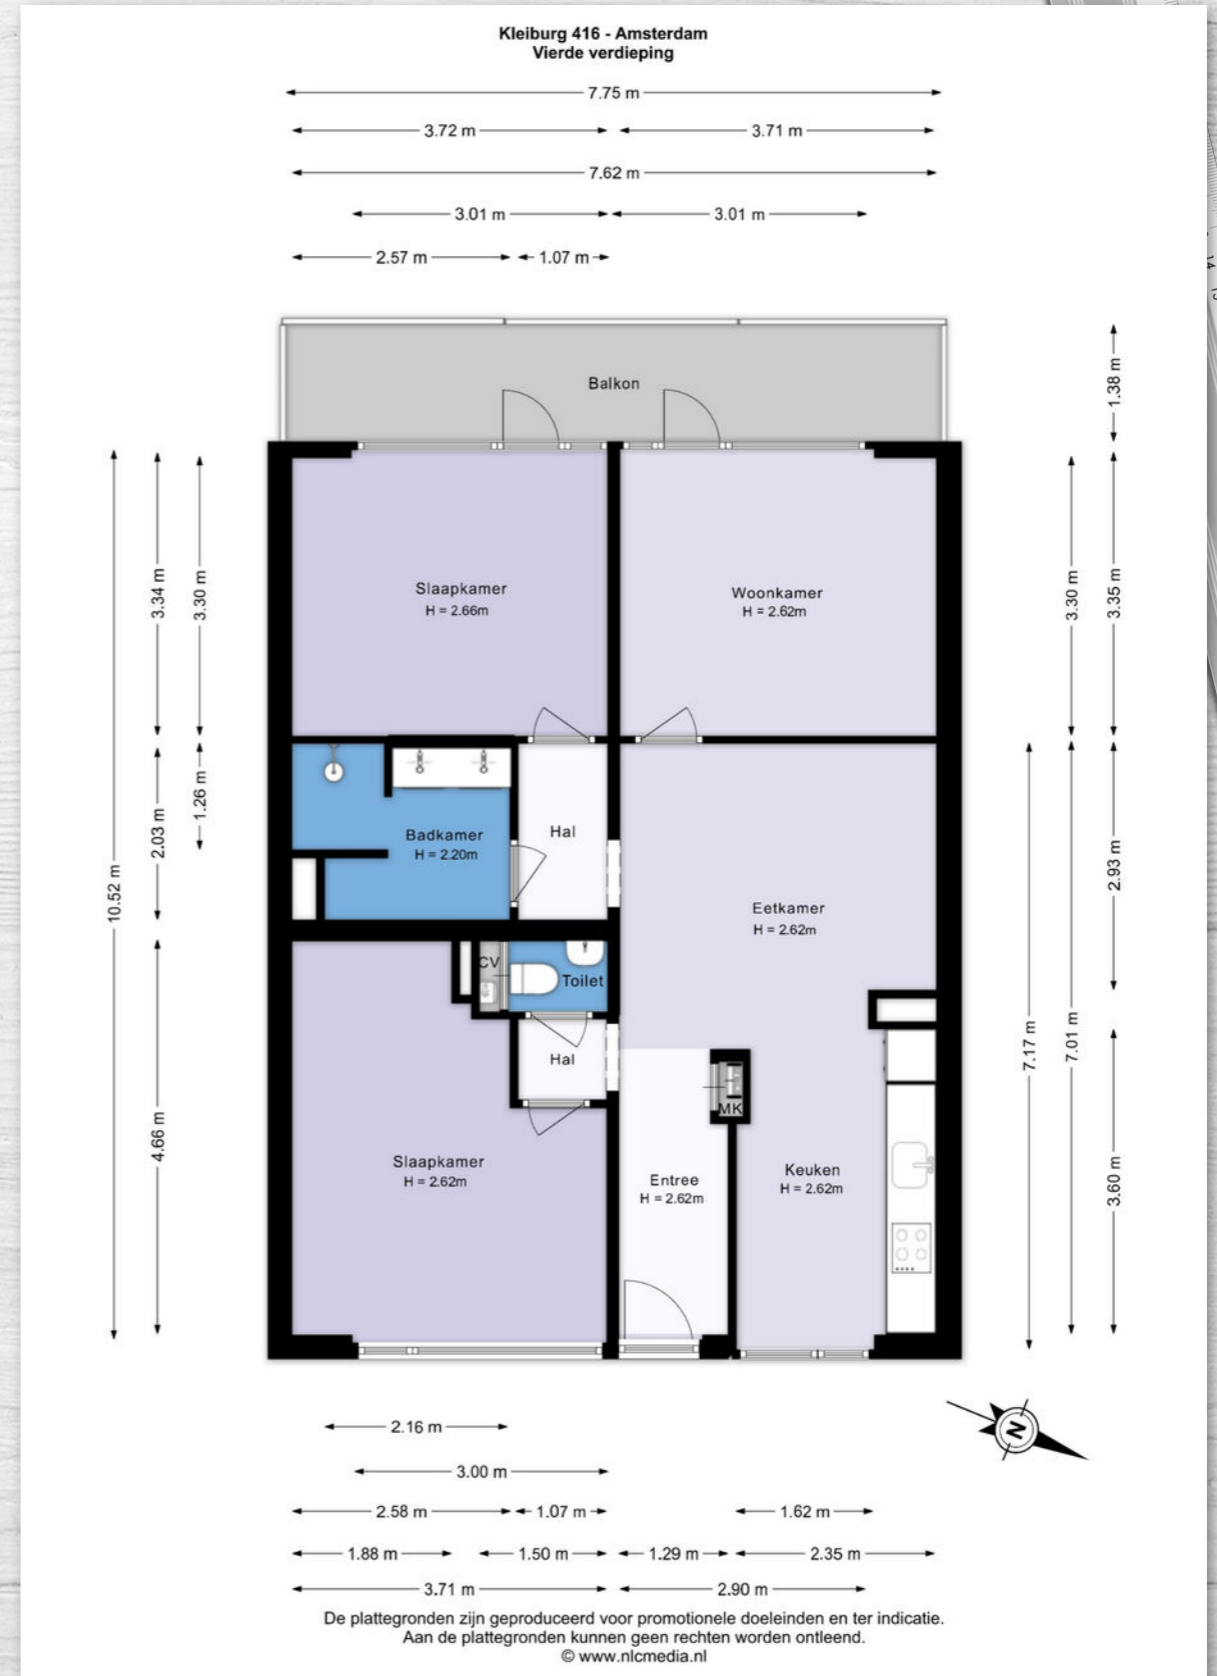 Kleiburg 416 - Amsterdam
Vierde verdieping
7.75 m
3.72 m
3.71 m
7.62 m
3.01 m
3.01 m
2.57 m
1.07 m
Balkon
1.38 m
10.52 m
3.34 m
3.30 m
3.30 m
3.35 m
Slaapkamer
H = 2.66m
Woonkamer
H = 2.62m
2.03 m
1.26 m
Badkamer
H = 2.20m
Hal
2.93 m
Eetkamer
H = 2.62m
CV
Toilet
Hal
MK
7.17 m
7.01 m
4.66 m
3.60 m
Slaapkamer
H = 2.62m
Entree
H = 2.62m
Keuken
H = 2.62m
N
2.16 m
3.00 m
2.58 m
1.07 m
1.62 m
1.88 m
1.50 m
1.29 m
2.35 m
3.71 m
2.90 m
De plattegronden zijn geproduceerd voor promotionele doeleinden en ter indicatie.
Aan de plattegronden kunnen geen rechten worden ontleend.
© www.nlcmedia.nl